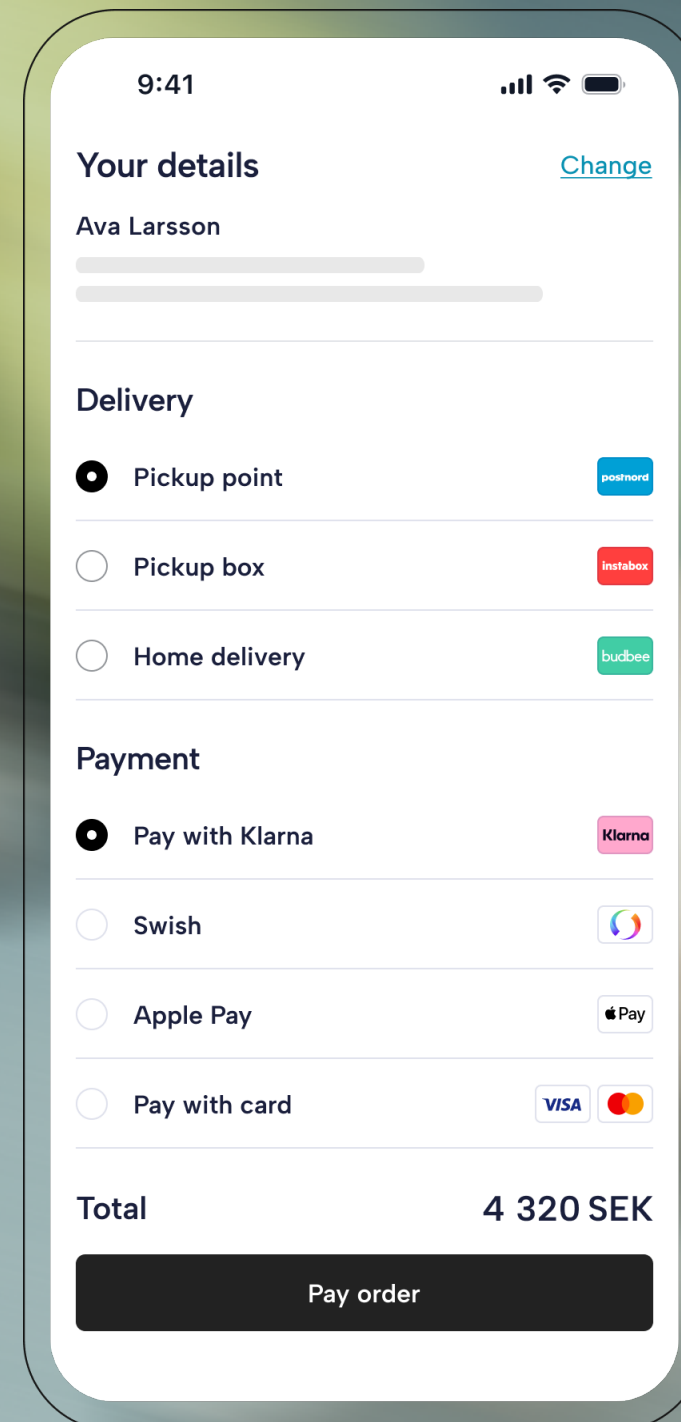 9:41
Your details Change
Ava Larsson
Delivery
Pickup point postnord
Pickup box instabox
Home delivery budbee
Payment
Pay with Klarna Klarna
Swish
Apple Pay Pay
Pay with card VISA
Total 4 320 SEK
Pay order